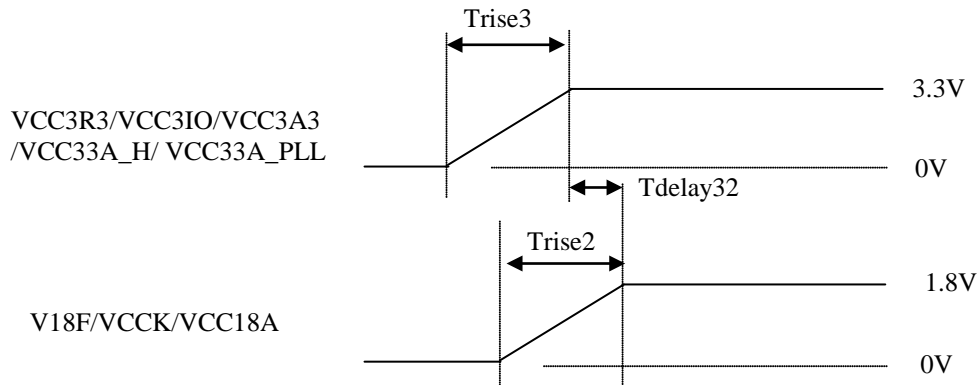 Trise3
3.3V
VCC3R3/VCC3IO/VCC3A3
/VCC33A_H/ VCC33A_PLL
0V
Tdelay32
Trise2
1.8V
V18F/VCCK/VCC18A
0V